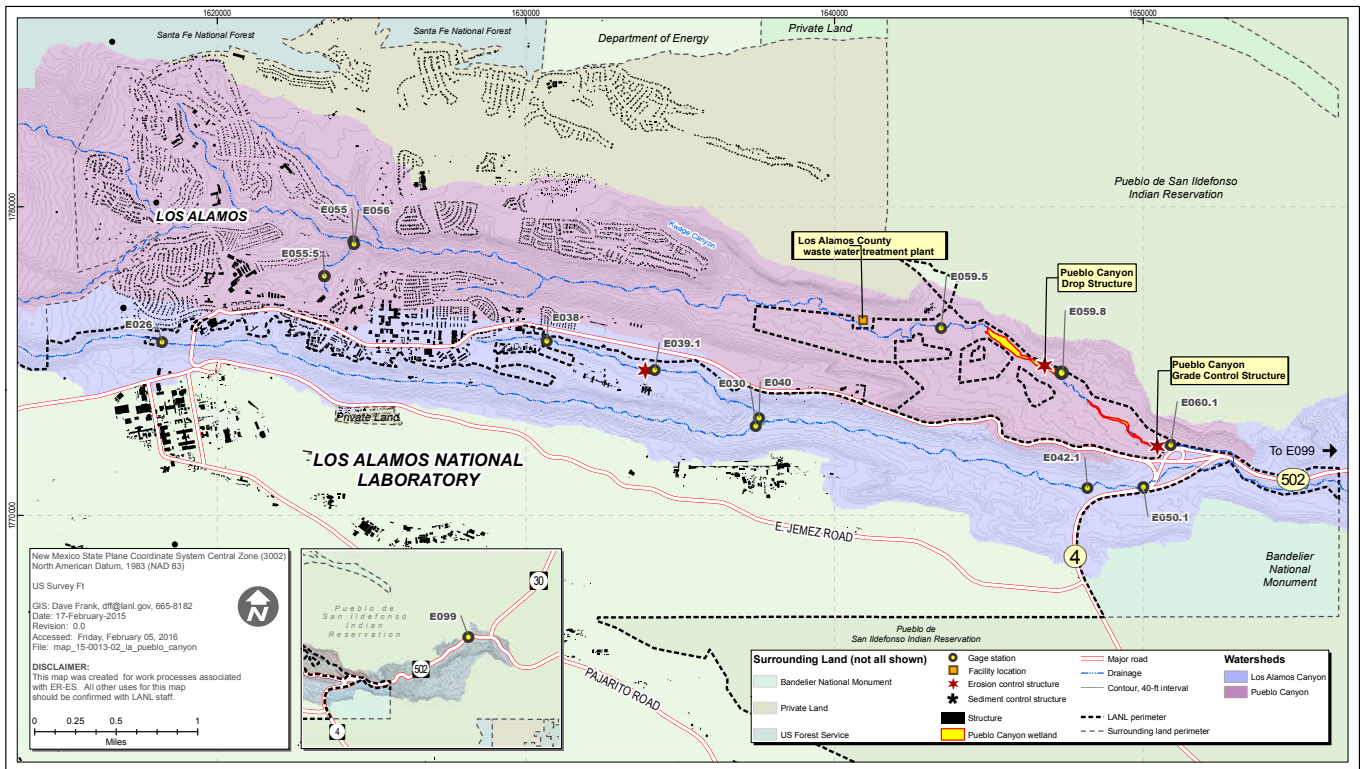 1620000
1630000
1640000
1650000
Santa Fe National Forest
Santa Fe National Forest
Department of Energy
Private Land
1780000
1770000
Pueblo de San Ildefonso
Indian Reservation
LOS ALAMOS
E055
E056
E055.5
Kwage Canyon
Los Alamos County
waste water treatment plant
E059.5
Pueblo Canyon
Drop Structure
E059.8
Pueblo Canyon
Grade Control Structure
E060.1
E026
E038
E039.1
E030
E040
E042.1
E050.1
To E099
502
4
Private Land
LOS ALAMOS NATIONAL
LABORATORY
E. JEMEZ ROAD
Bandelier
National
Monument
Pueblo de
San Ildefonso Indian Reservation
PAJARITO ROAD
New Mexico State Plane Coordinate System Central Zone (3002)
North American Datum, 1983 (NAD 83)
US Survey Ft
GIS: Dave Frank, dff@lanl.gov, 665-8182
Date: 17-February-2015
Revision: 0.0
Accessed: Friday, February 05, 2016
File: map_15-0013-02_la_pueblo_canyon
DISCLAIMER:
This map was created for work processes associated
with ER-ES. All other uses for this map
should be confirmed with LANL staff.
0 0.25 0.5 1
Miles
N
Pueblo de
San Ildefonso
Indian
Reservation
E099
30
502
4
Surrounding Land (not all shown)
Bandelier National Monument
Private Land
US Forest Service
Gage station
Facility location
Erosion control structure
Sediment control structure
Structure
Pueblo Canyon wetland
Major road
Drainage
Contour, 40-ft interval
LANL perimeter
Surrounding land perimeter
Watersheds
Los Alamos Canyon
Pueblo Canyon